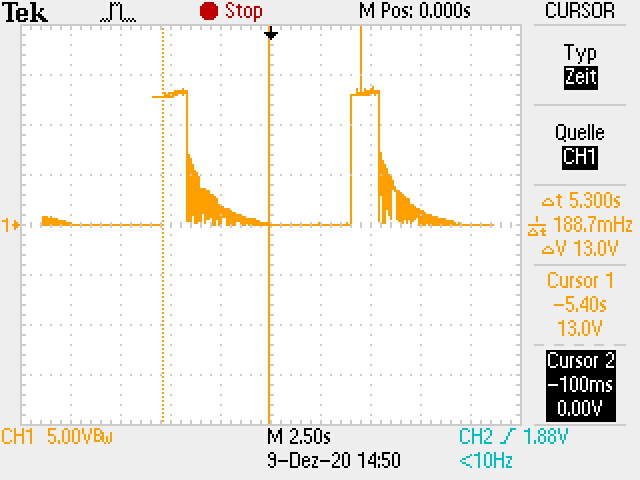 Tek Stop M Pos: 0.000s CURSOR
Typ
Zeit
Quelle
CH1
Δt 5.300s
1/Δt 188.7mHz
ΔV 13.0V
1
Cursor 1
-5.40s
13.0V
Cursor 2
-100ms
0.00V
CH1 5.00VBw M 2.50s CH2 1.88V
9-Dez-20 14:50 <10Hz